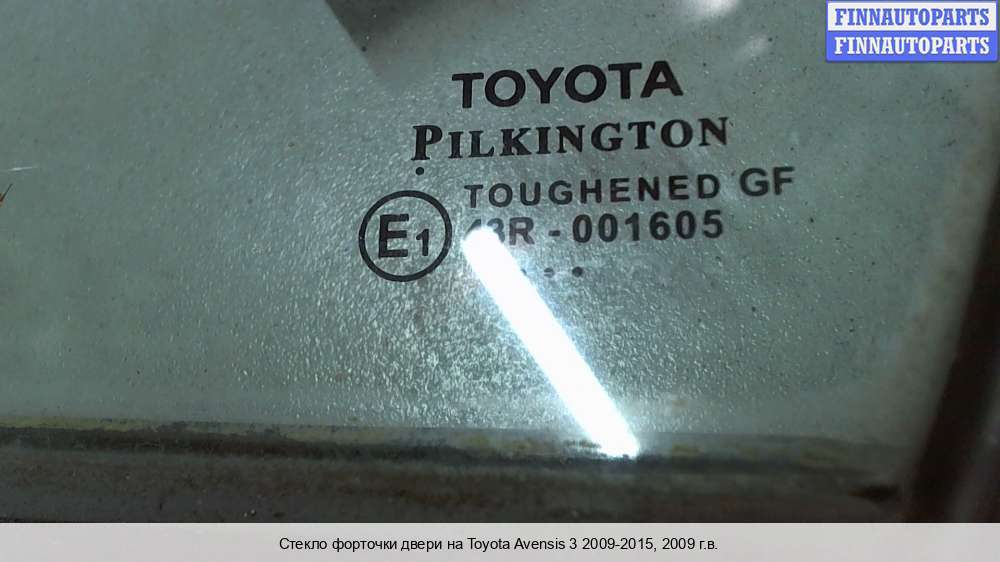 FINNAUTOPARTS
FINNAUTOPARTS
TOYOTA
PILKINGTON
TOUGHENED GF
E1
43R - 001605
Стекло форточки двери на Toyota Avensis 3 2009-2015, 2009 г.в.